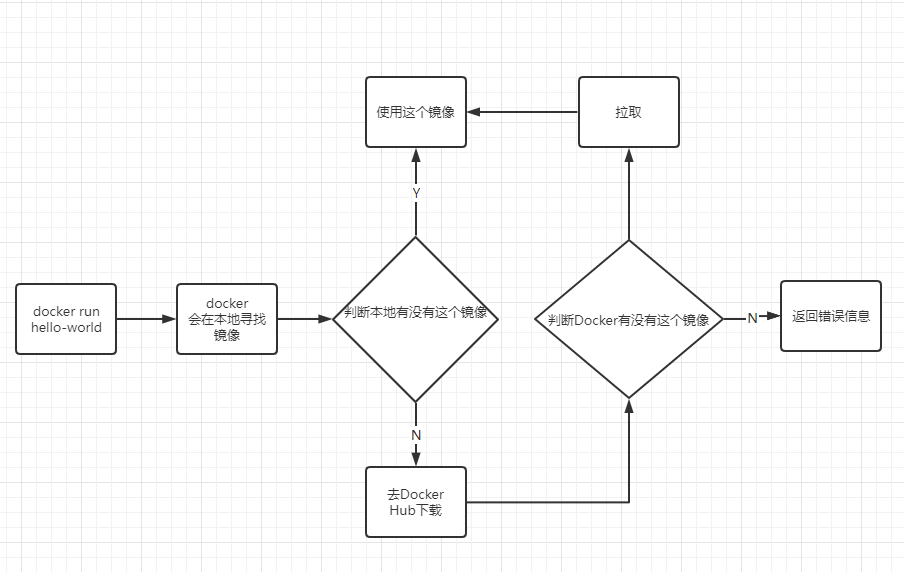 使用这个镜像
拉取
Y
docker run
hello-world
docker
会在本地寻找
镜像
判断本地有没有这个镜像
判断Docker有没有这个镜像
N
返回错误信息
N
去Docker
Hub下载